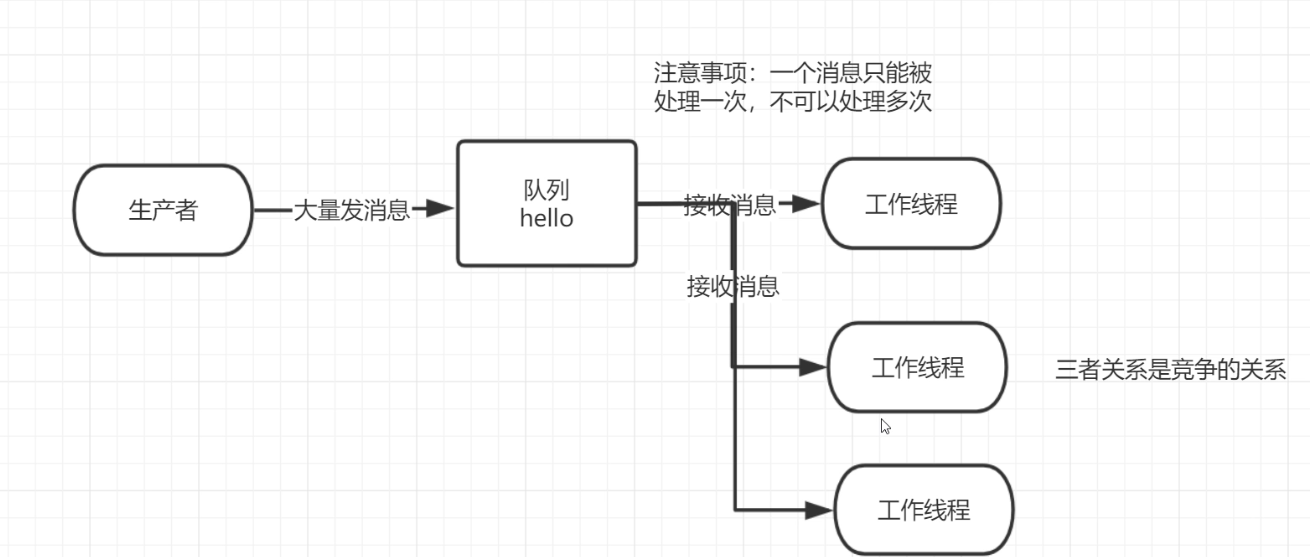 注意事项：一个消息只能被
处理一次，不可以处理多次
生产者
大量发消息
队列
hello
接收消息
工作线程
接收消息
工作线程
三者关系是竞争的关系
工作线程